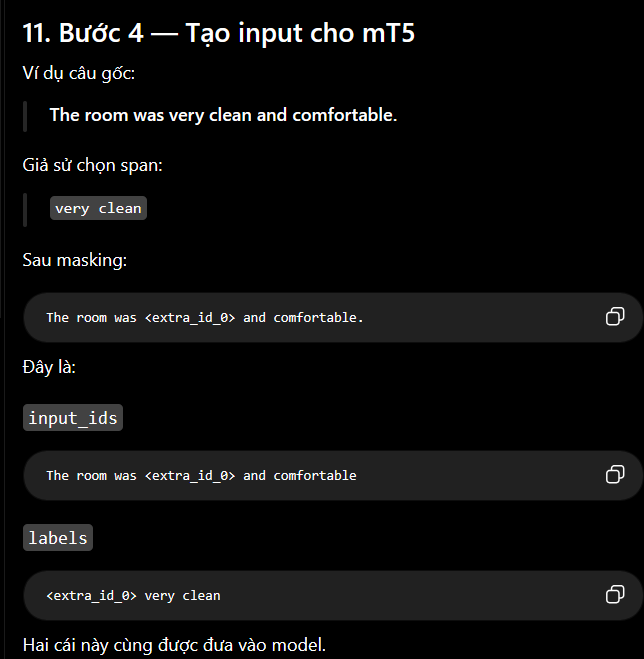 11. Bước 4 — Tạo input cho mT5
Ví dụ câu gốc:
The room was very clean and comfortable.
Giả sử chọn span:
very clean
Sau masking:
The room was <extra_id_0> and comfortable.
Đây là:
input_ids
The room was <extra_id_0> and comfortable
labels
<extra_id_0> very clean
Hai cái này cùng được đưa vào model.